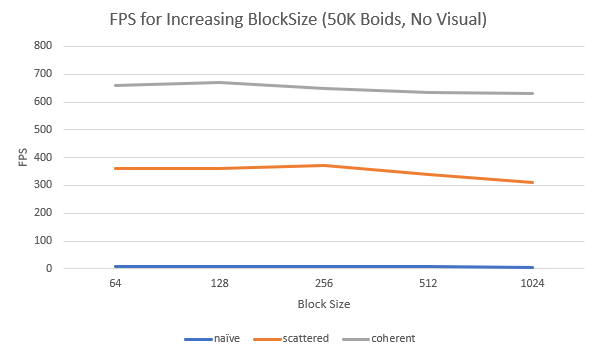 FPS for Increasing BlockSize (50K Boids, No Visual)
800
700
600
500
400
300
200
100
0
FPS
64 128 256 512 1024
Block Size
naïve scattered coherent